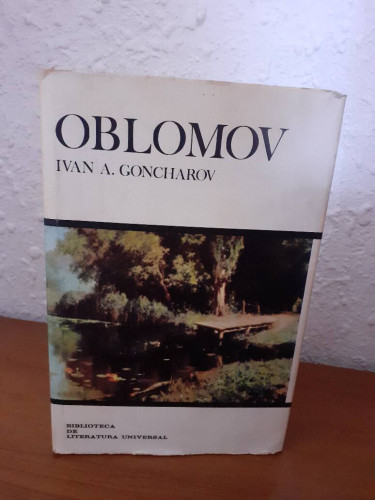 OBLOMOV
IVAN A. GONCHAROV
BIBLIOTECA
DE
LITERATURA UNIVERSAL